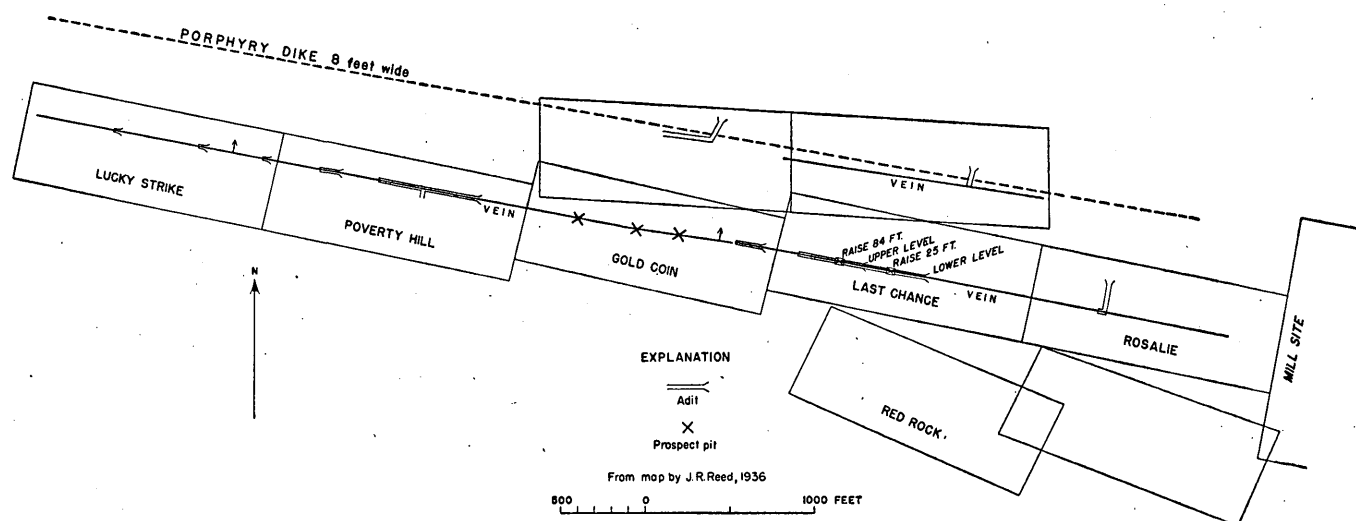 PORPHYRY DIKE 8 feet wide
LUCKY STRIKE
POVERTY HILL
VEIN
GOLD COIN
VEIN
RAISE 84 FT.
UPPER LEVEL
RAISE 25 FT.
LOWER LEVEL
LAST CHANCE
VEIN
ROSALIE
MILL SITE
RED ROCK.
N
EXPLANATION
Adit
Prospect pit
From map by J.R. Reed, 1936
500 0 1000 FEET